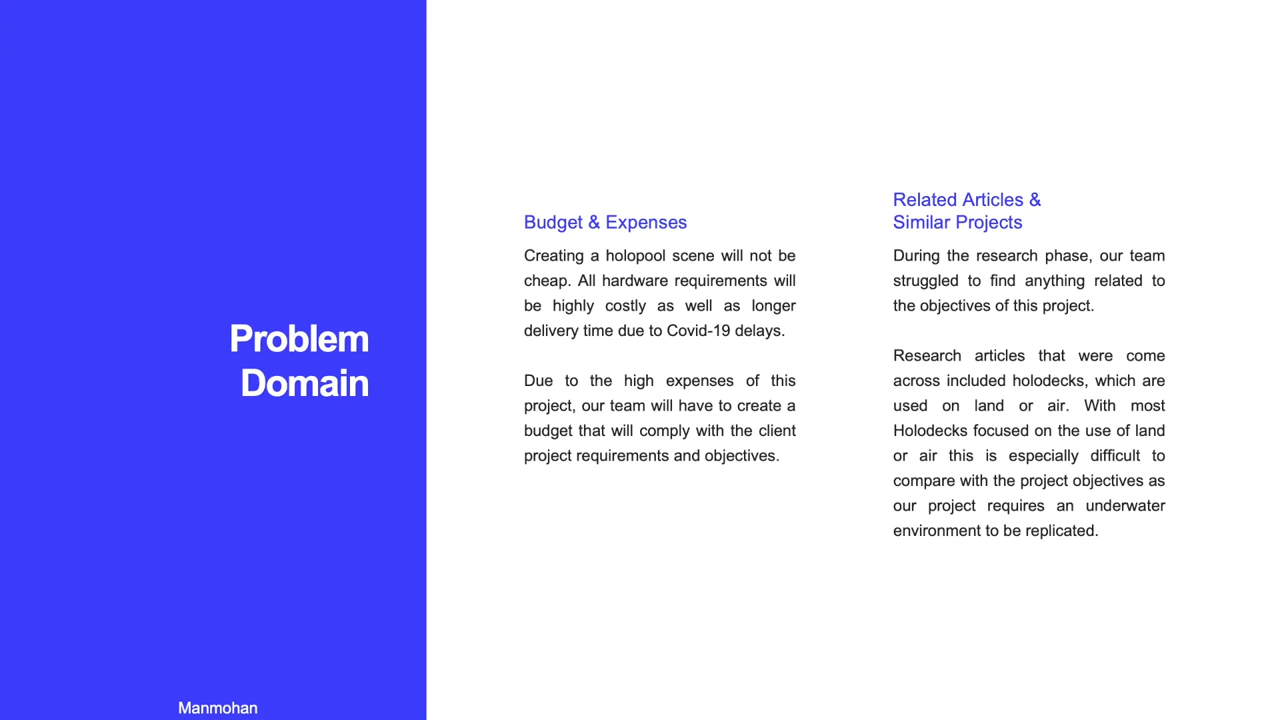 Problem
Domain
Manmohan
Budget & Expenses
Creating a holopool scene will not be
cheap. All hardware requirements will
be highly costly as well as longer
delivery time due to Covid-19 delays.
Due to the high expenses of this
project, our team will have to create a
budget that will comply with the client
project requirements and objectives.
Related Articles &
Similar Projects
During the research phase, our team
struggled to find anything related to
the objectives of this project.
Research articles that were come
across included holodecks, which are
used on land or air. With most
Holodecks focused on the use of land
or air this is especially difficult to
compare with the project objectives as
our project requires an underwater
environment to be replicated.